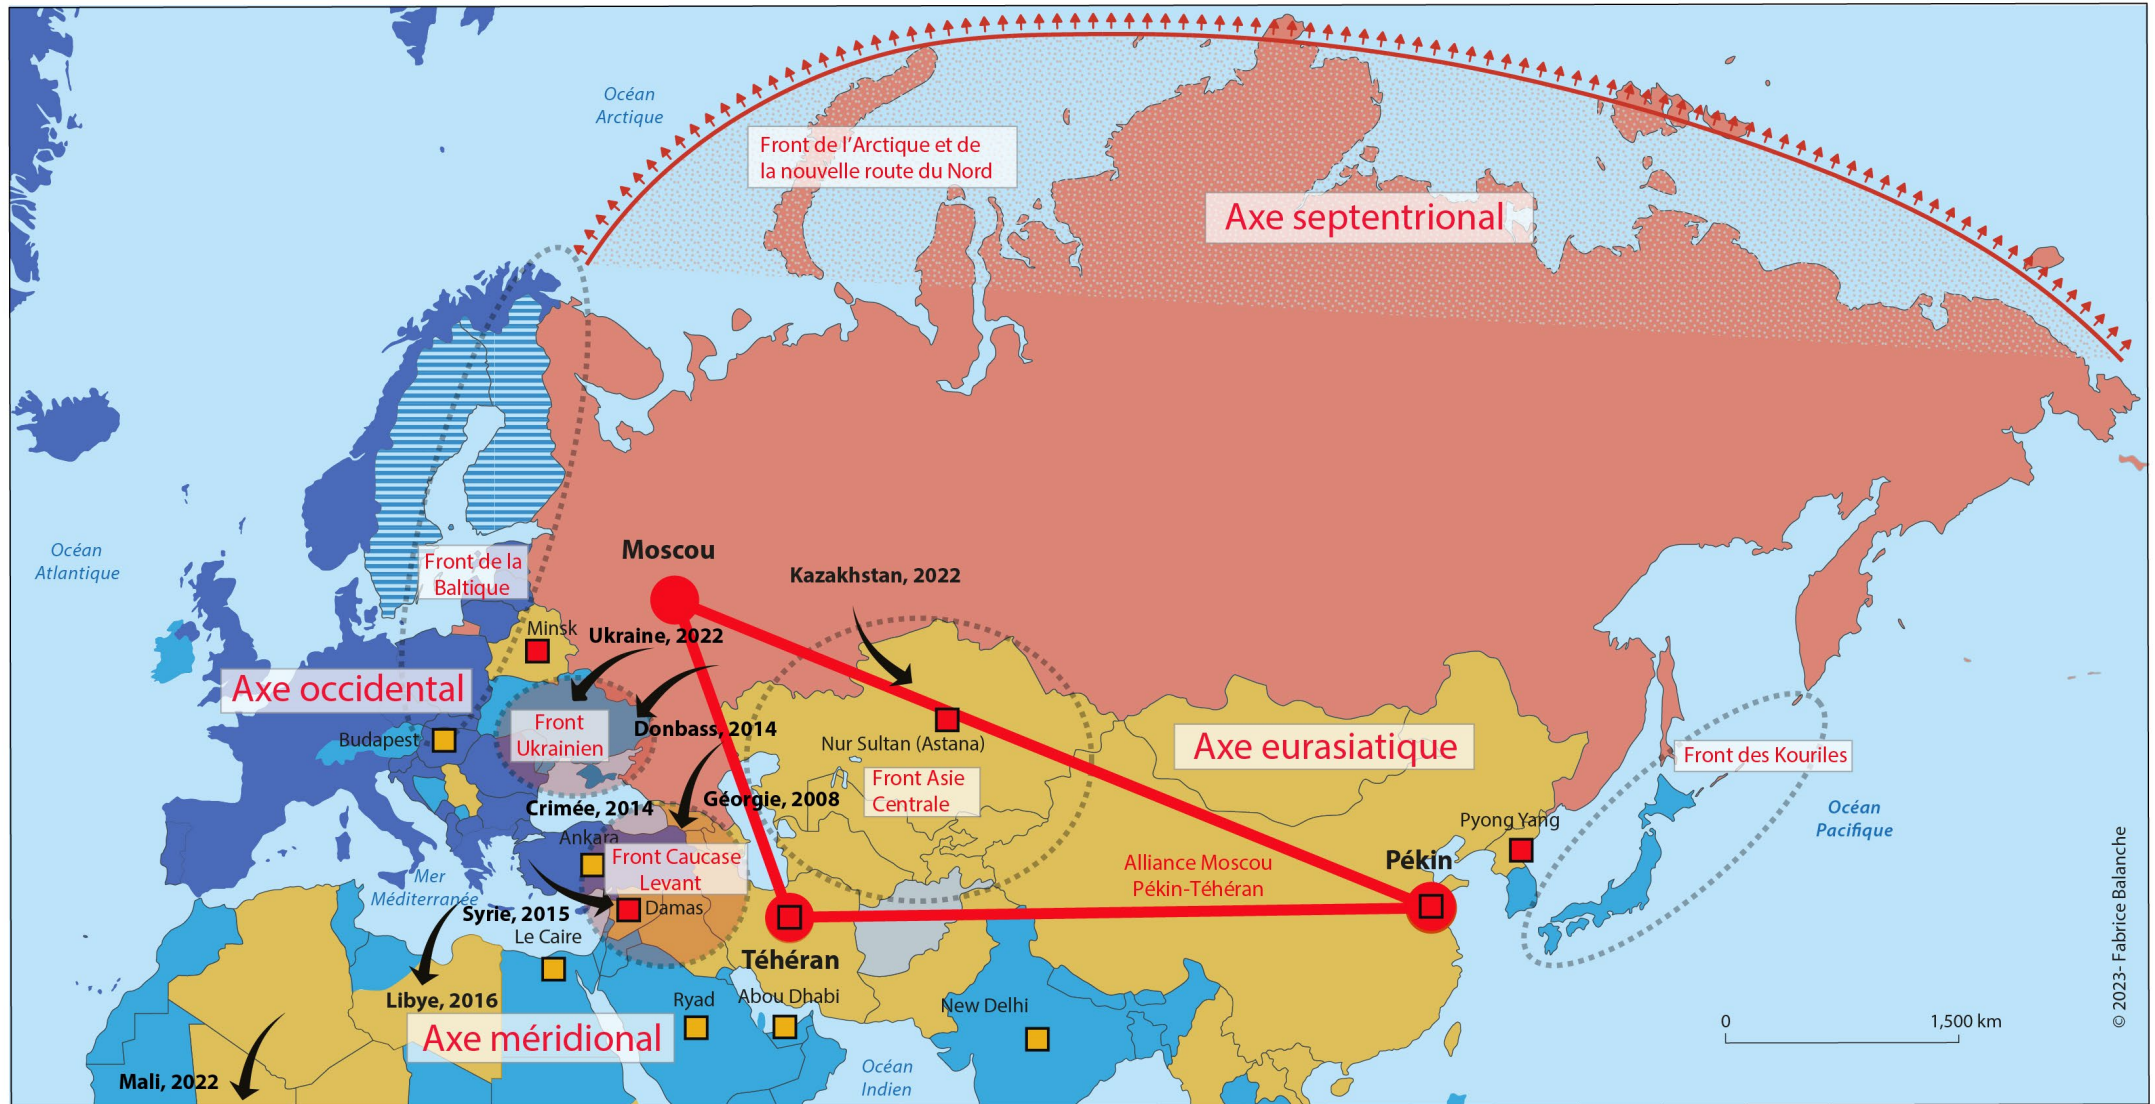 Océan
Arctique
Front de l'Arctique et de
la nouvelle route du Nord
Axe septentrional
Océan
Atlantique
Front de la
Baltique
Moscou
Kazakhstan, 2022
Minsk
Ukraine, 2022
Axe occidental
Front
Ukrainien
Donbass, 2014
Budapest
Nur Sultan (Astana)
Axe eurasiatique
Front des Kouriles
Front Asie
Centrale
Crimée, 2014
Géorgie, 2008
Océan
Pacifique
Ankara
Pyong Yang
Front Caucase
Levant
Alliance Moscou
Pékin-Téhéran
Pékin
Mer
Méditerranée
Syrie, 2015
Damas
Le Caire
Téhéran
Libye, 2016
Ryad
Abou Dhabi
New Delhi
Axe méridional
0 1,500 km
Océan
Indien
Mali, 2022
© 2023- Fabrice Balanche